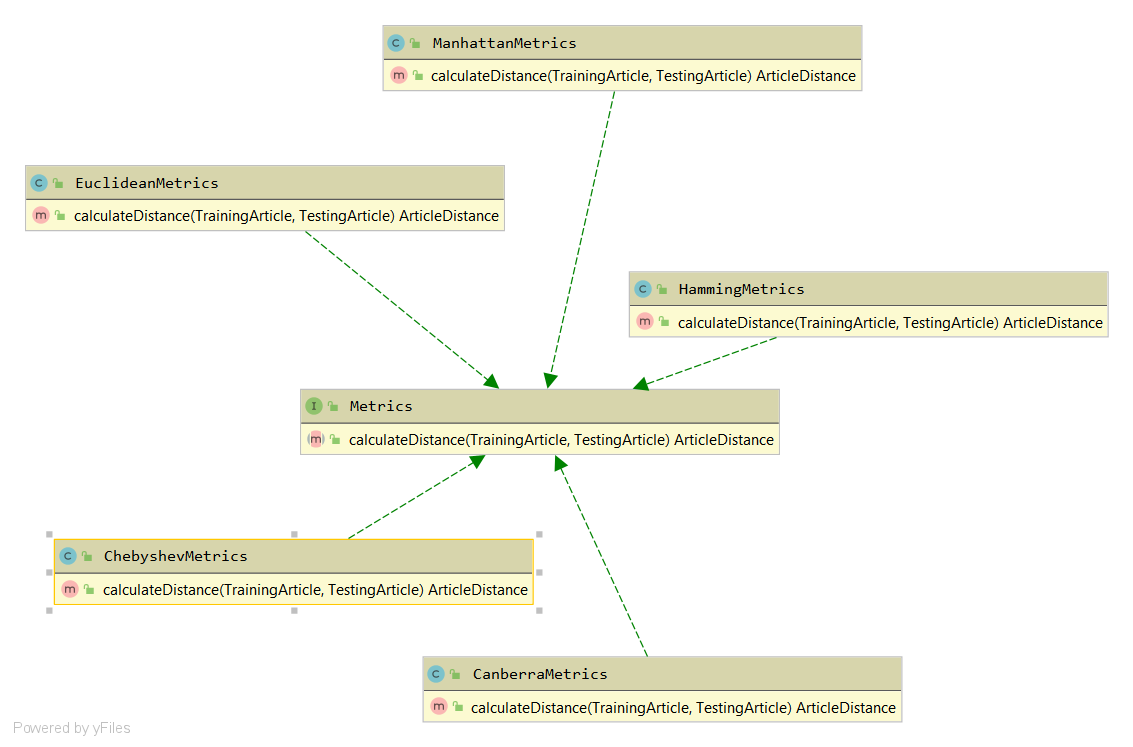 ManhattanMetrics
calculateDistance(TrainingArticle, TestingArticle) ArticleDistance
EuclideanMetrics
calculateDistance(TrainingArticle, TestingArticle) ArticleDistance
HammingMetrics
calculateDistance(TrainingArticle, TestingArticle) ArticleDistance
Metrics
calculateDistance(TrainingArticle, TestingArticle) ArticleDistance
ChebyshevMetrics
calculateDistance(TrainingArticle, TestingArticle) ArticleDistance
CanberraMetrics
calculateDistance(TrainingArticle, TestingArticle) ArticleDistance
Powered by yFiles